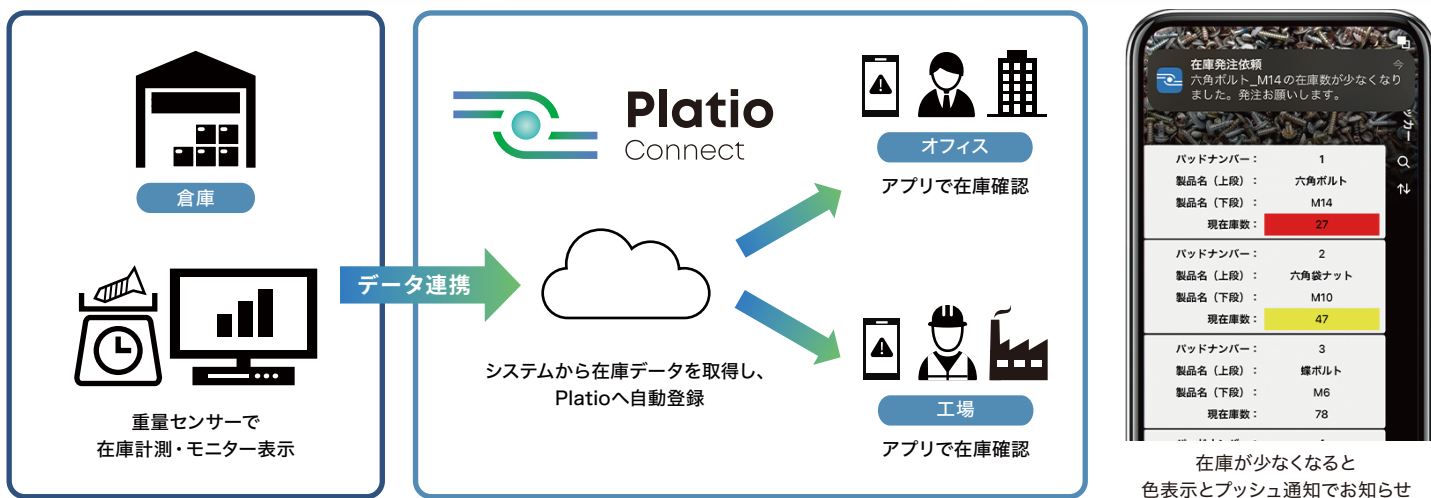 倉庫
重量センサーで
在庫計測・モニター表示
データ連携
Platio
Connect
システムから在庫データを取得し、
Platioへ自動登録
オフィス
アプリで在庫確認
工場
アプリで在庫確認
在庫発注依頼
今
六角ボルト_M14の在庫数が少なくなり
ました。発注お願いします。
ッカー
パッドナンバー： 1
製品名（上段）： 六角ボルト
製品名（下段）： M14
現在庫数： 27
パッドナンバー： 2
製品名（上段）： 六角袋ナット
製品名（下段）： M10
現在庫数： 47
パッドナンバー： 3
製品名（上段）： 蝶ボルト
製品名（下段）： M6
現在庫数： 78
在庫が少なくなると
色表示とプッシュ通知でお知らせ